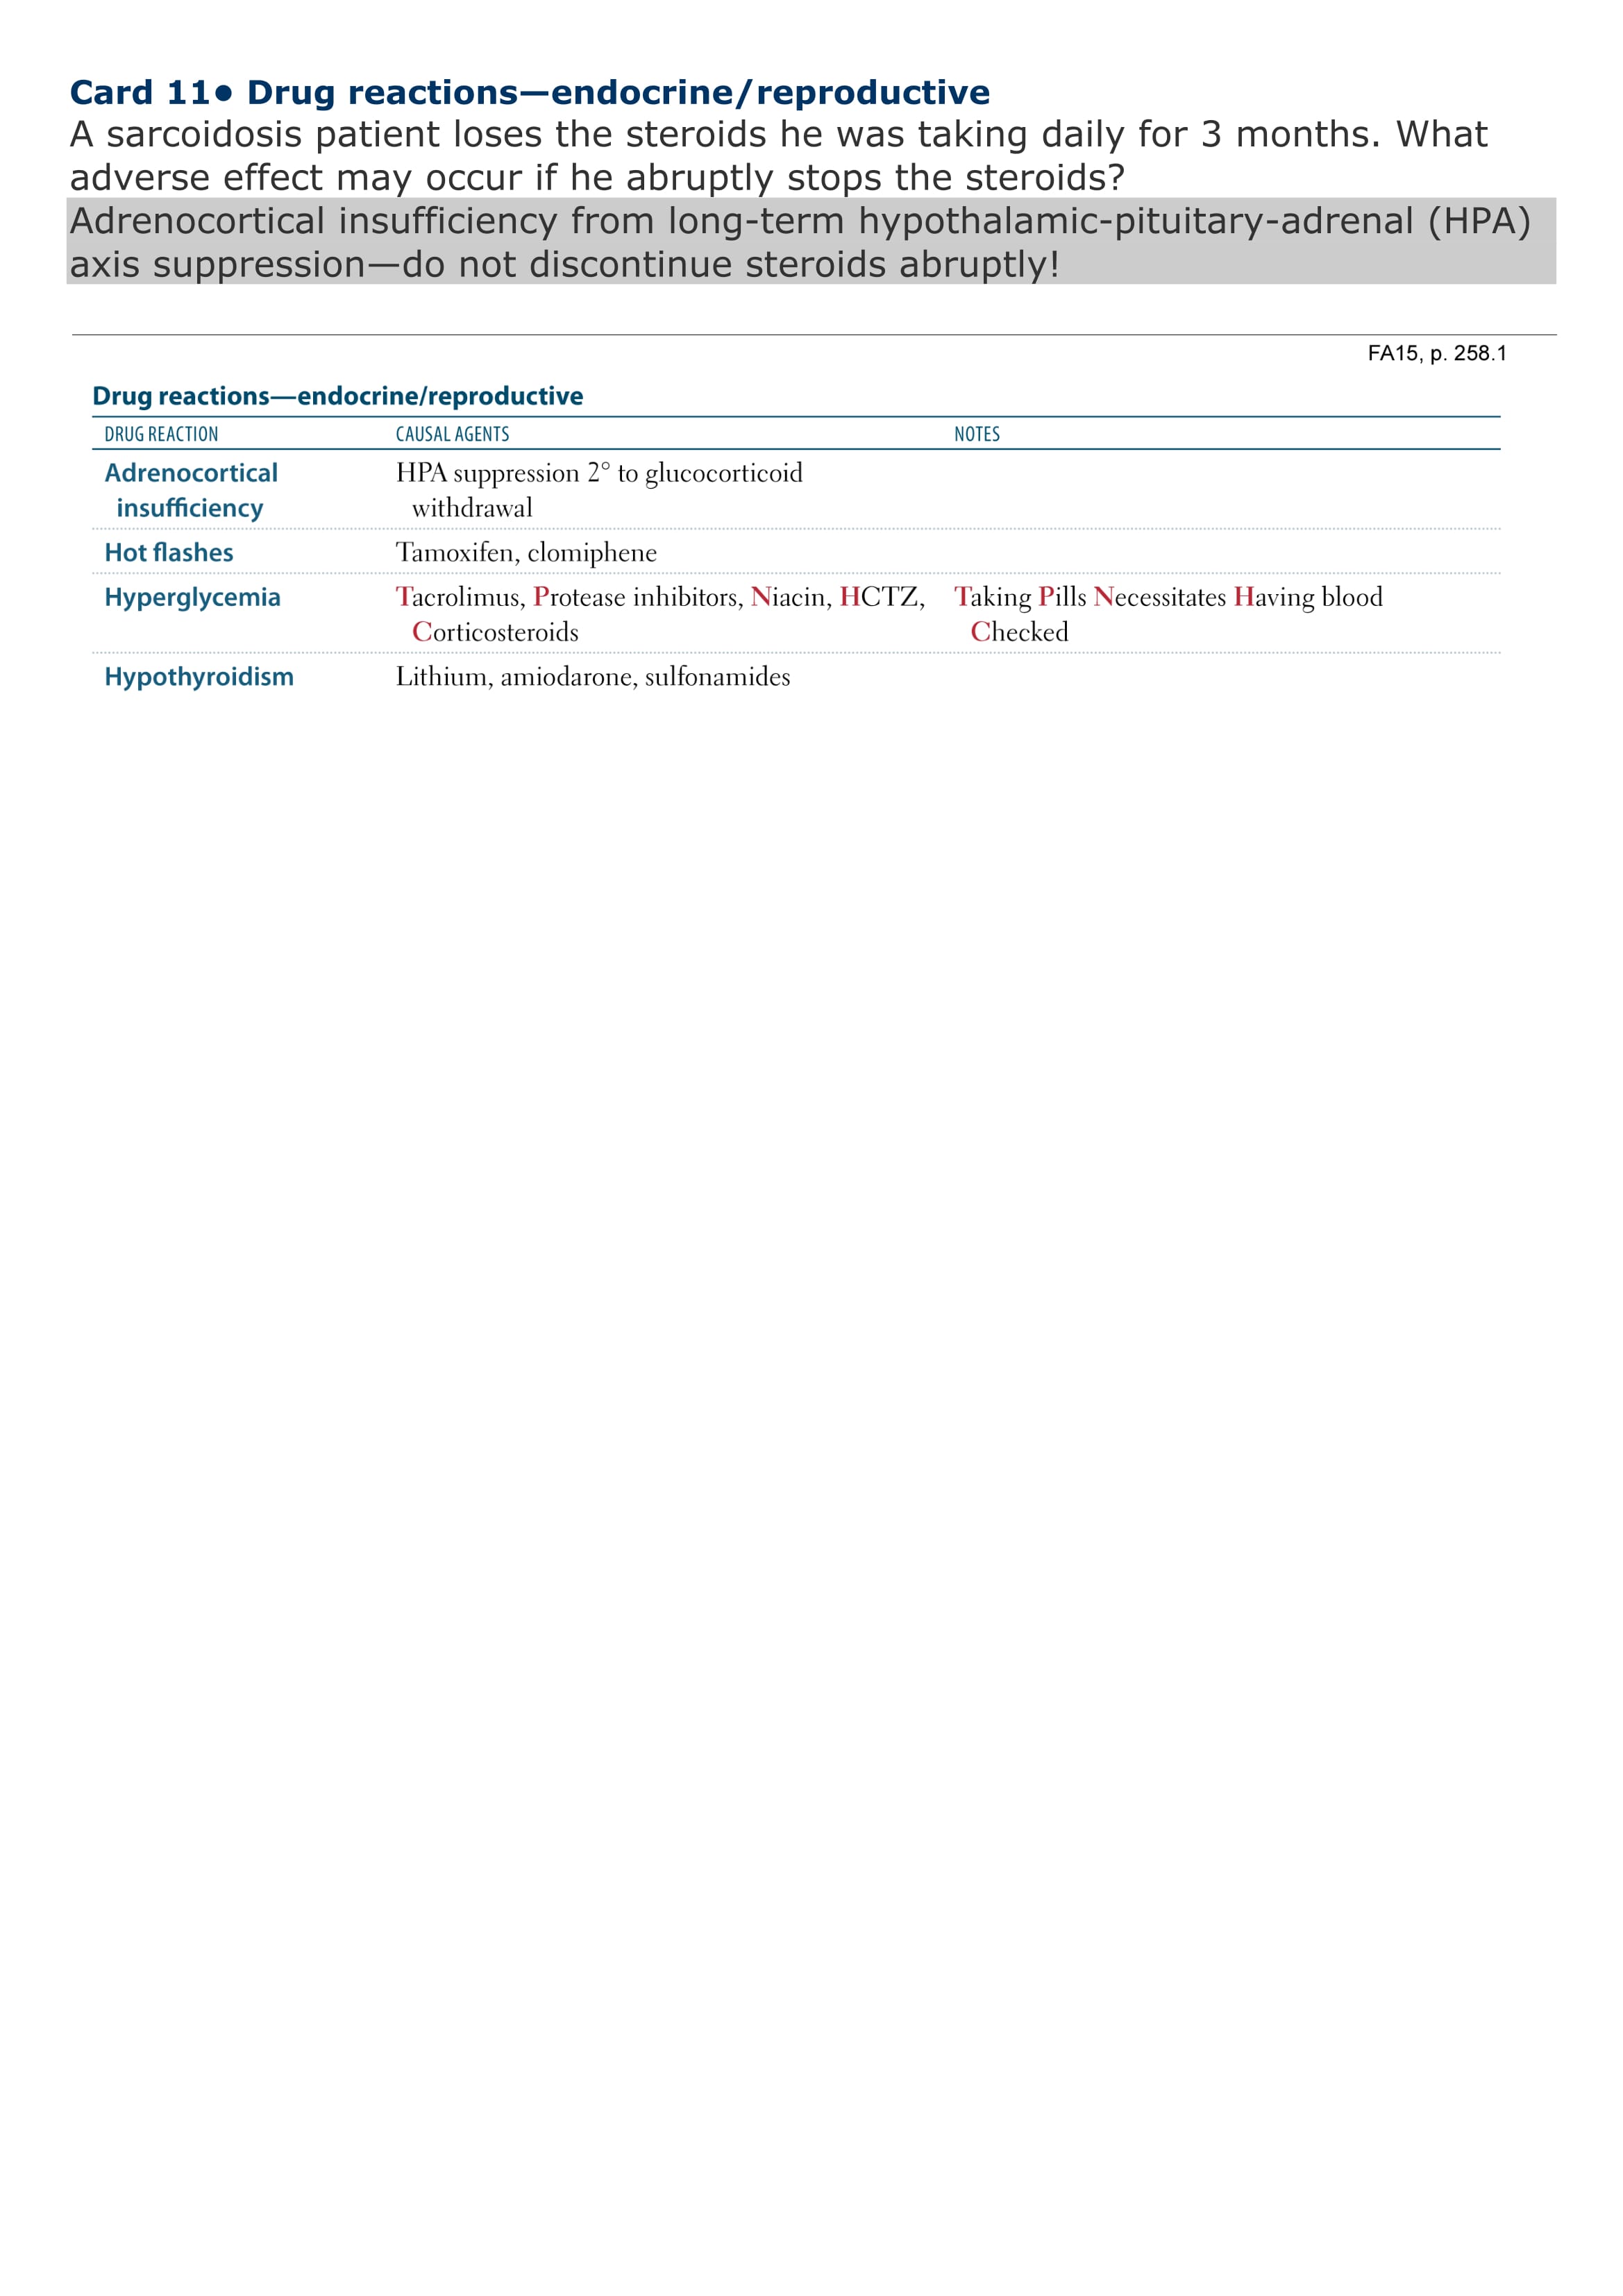 Card 11• Drug reactions—endocrine/reproductive
A sarcoidosis patient loses the steroids he was taking daily for 3 months. What
adverse effect may occur if he abruptly stops the steroids?
Adrenocortical insufficiency from long-term hypothalamic-pituitary-adrenal (HPA)
axis suppression—do not discontinue steroids abruptly!
FA15, p. 258.1
Drug reactions—endocrine/reproductive
DRUG REACTION CAUSAL AGENTS NOTES
Adrenocortical HPA suppression 2° to glucocorticoid
insufficiency withdrawal
Hot flashes Tamoxifen, clomiphene
Hyperglycemia Tacrolimus, Protease inhibitors, Niacin, HCTZ, Taking Pills Necessitates Having blood
Corticosteroids Checked
Hypothyroidism Lithium, amiodarone, sulfonamides